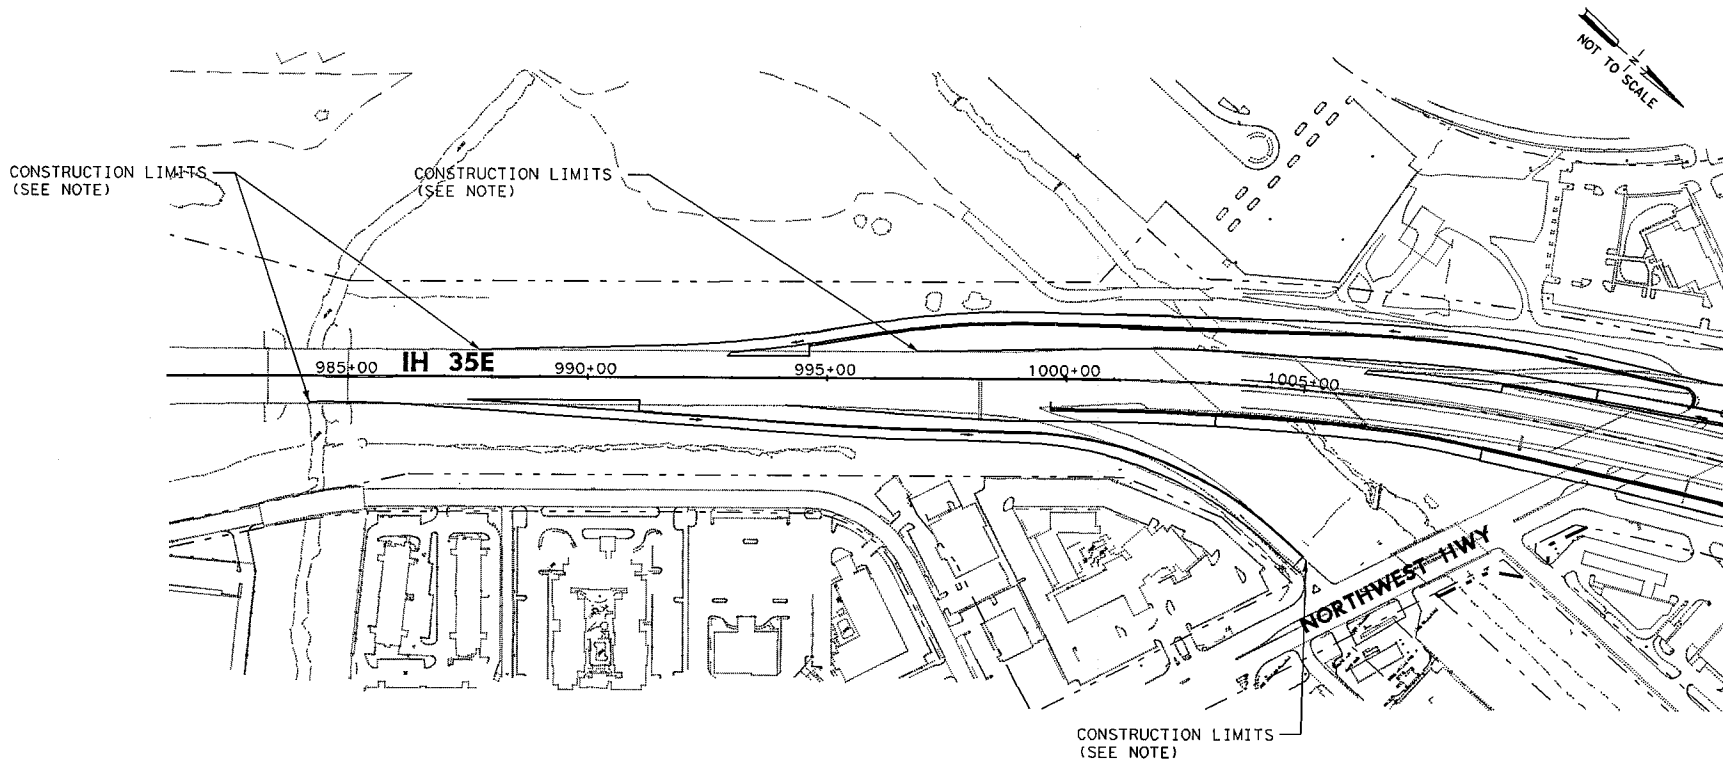 NOT TO SCALE
N
CONSTRUCTION LIMITS
(SEE NOTE)
CONSTRUCTION LIMITS
(SEE NOTE)
IH 35E
985+00
990+00
995+00
1000+00
1005+00
NORTHWEST HWY
CONSTRUCTION LIMITS
(SEE NOTE)